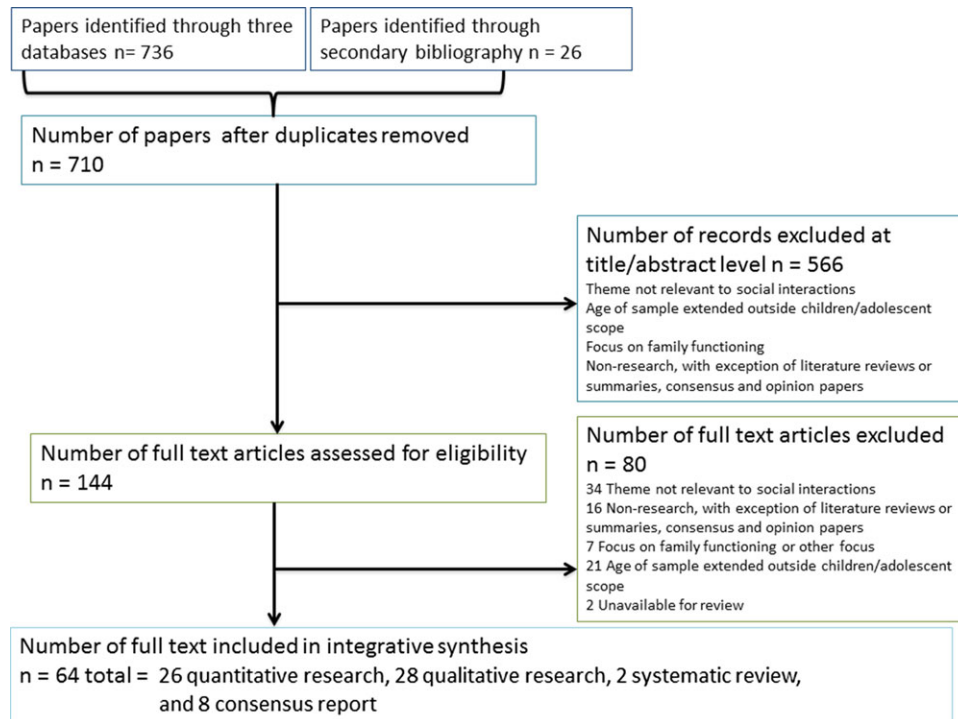 Papers identified through three
databases n= 736
Papers identified through
secondary bibliography n = 26
Number of papers after duplicates removed
n = 710
Number of records excluded at
title/abstract level n = 566
Theme not relevant to social interactions
Age of sample extended outside children/adolescent
scope
Focus on family functioning
Non-research, with exception of literature reviews or
summaries, consensus and opinion papers
Number of full text articles assessed for eligibility
n = 144
Number of full text articles excluded
n = 80
34 Theme not relevant to social interactions
16 Non-research, with exception of literature reviews or
summaries, consensus and opinion papers
7 Focus on family functioning or other focus
21 Age of sample extended outside children/adolescent
scope
2 Unavailable for review
Number of full text included in integrative synthesis
n = 64 total = 26 quantitative research, 28 qualitative research, 2 systematic review,
and 8 consensus report